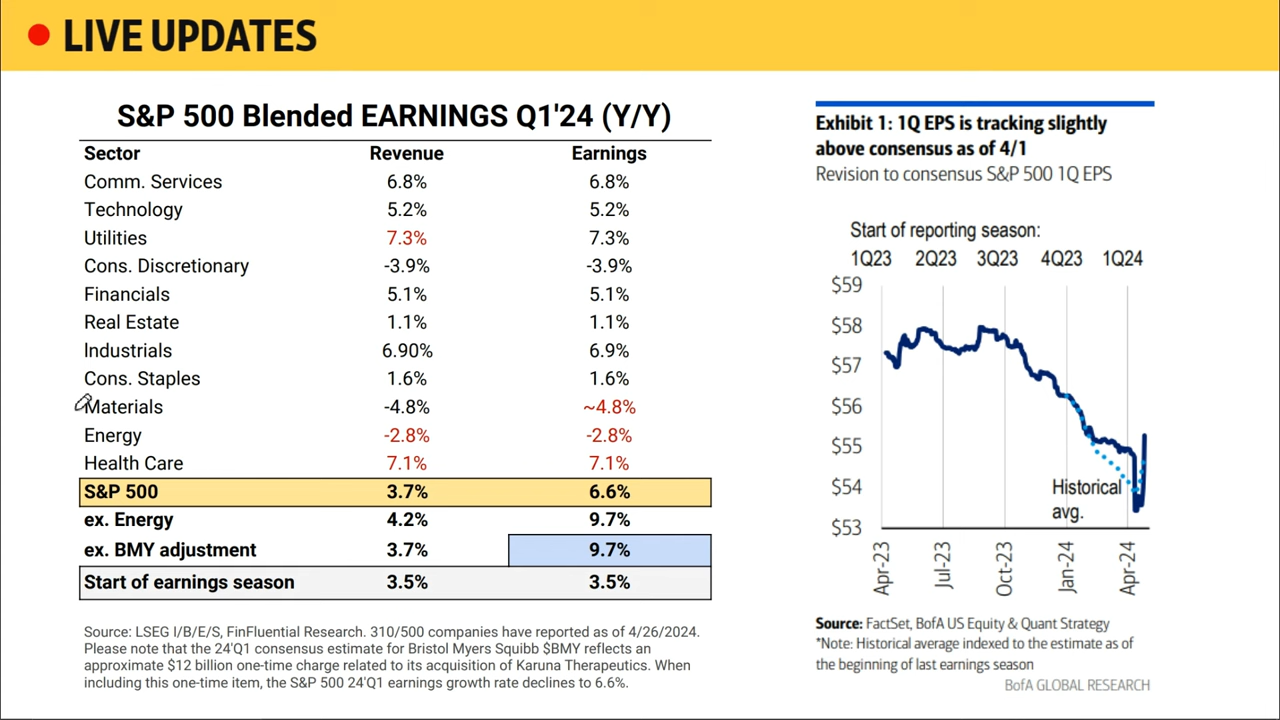 LIVE UPDATES
S&P 500 Blended EARNINGS Q1'24 (Y/Y)
Sector Revenue Earnings
Comm. Services 6.8% 6.8%
Technology 5.2% 5.2%
Utilities 7.3% 7.3%
Cons. Discretionary -3.9% -3.9%
Financials 5.1% 5.1%
Real Estate 1.1% 1.1%
Industrials 6.90% 6.9%
Cons. Staples 1.6% 1.6%
Materials -4.8% ~4.8%
Energy -2.8% -2.8%
Health Care 7.1% 7.1%
S&P 500 3.7% 6.6%
ex. Energy 4.2% 9.7%
ex. BMY adjustment 3.7% 9.7%
Start of earnings season 3.5% 3.5%
Source: LSEG I/B/E/S, FinFluential Research. 310/500 companies have reported as of 4/26/2024.
Please note that the 24'Q1 consensus estimate for Bristol Myers Squibb $BMY reflects an
approximate $12 billion one-time charge related to its acquisition of Karuna Therapeutics. When
including this one-time item, the S&P 500 24'Q1 earnings growth rate declines to 6.6%.
Exhibit 1: 1Q EPS is tracking slightly
above consensus as of 4/1
Revision to consensus S&P 500 1Q EPS
Start of reporting season:
1Q23 2Q23 3Q23 4Q23 1Q24
$59
$58
$57
$56
$55
$54
$53
Historical
avg.
Apr-23 Jul-23 Oct-23 Jan-24 Apr-24
Source: FactSet, BofA US Equity & Quant Strategy
*Note: Historical average indexed to the estimate as of
the beginning of last earnings season
BofA GLOBAL RESEARCH